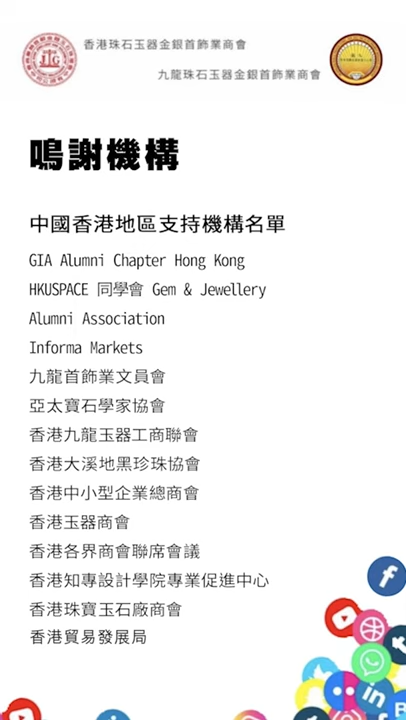 香港珠石玉器金銀首飾業商會
九龍珠石玉器金銀首飾業商會
鳴謝機構
中國香港地區支持機構名單
GIA Alumni Chapter Hong Kong
HKUSPACE 同學會 Gem & Jewellery
Alumni Association
Informa Markets
九龍首飾業文員會
亞太寶石學家協會
香港九龍玉器工商聯會
香港大溪地黑珍珠協會
香港中小型企業總商會
香港玉器商會
香港各界商會聯席會議
香港知專設計學院專業促進中心
香港珠寶玉石廠商會
香港貿易發展局